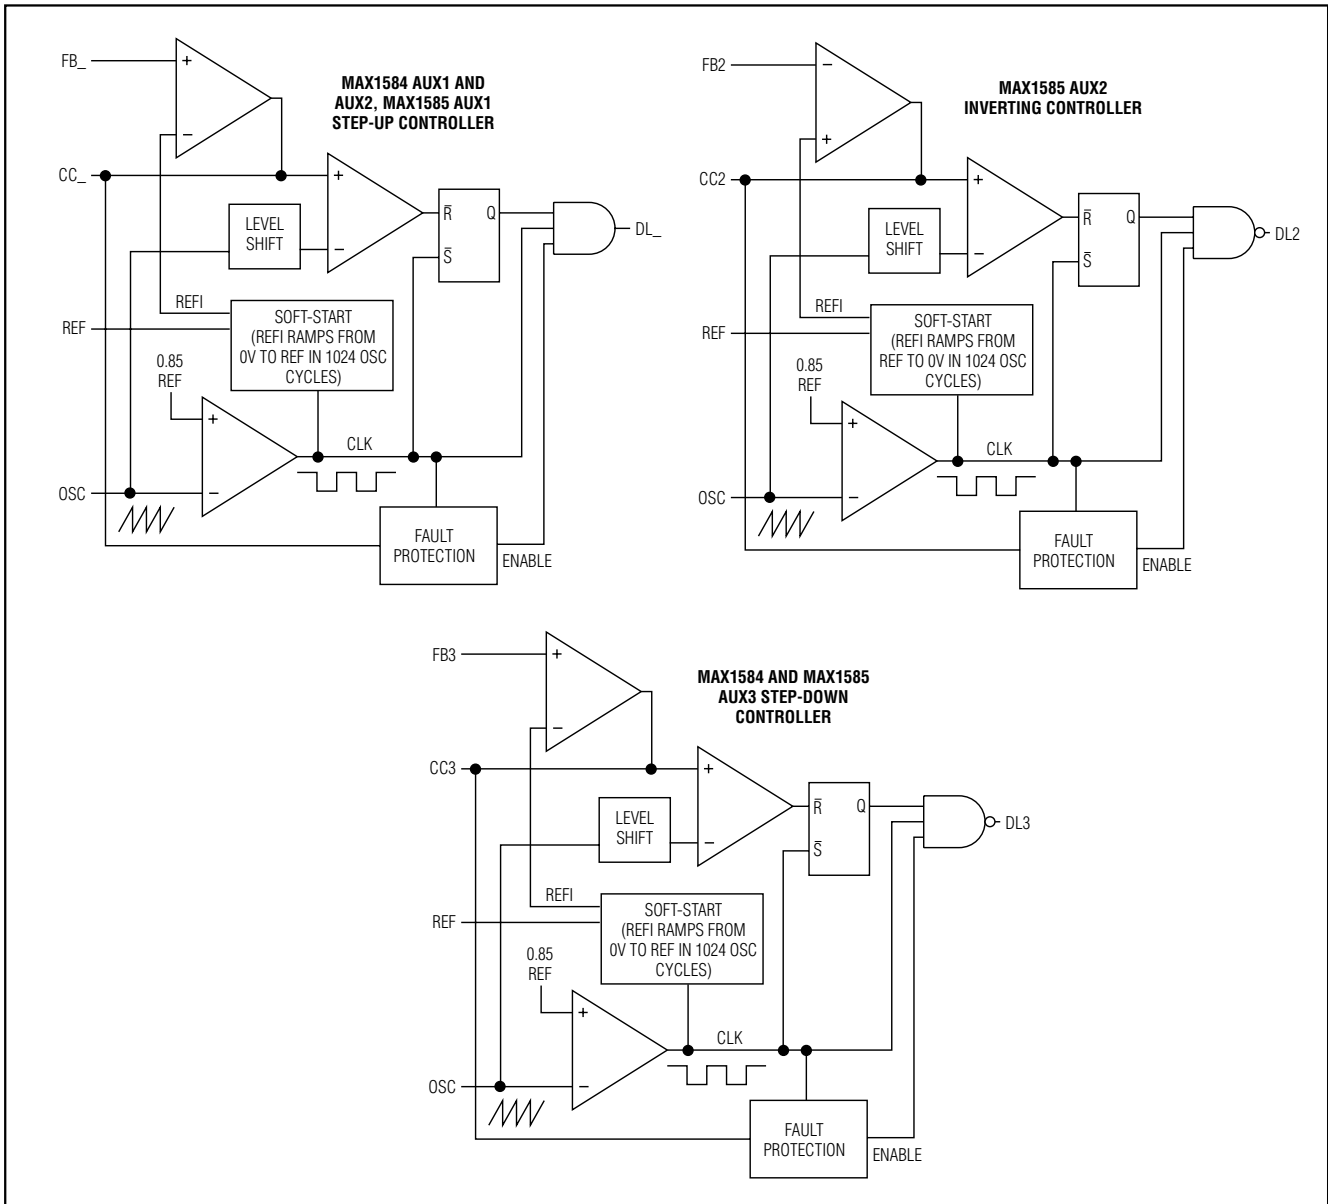 FB_
+
−
MAX1584 AUX1 AND
AUX2, MAX1585 AUX1
STEP-UP CONTROLLER
CC_
+
−
LEVEL
SHIFT
R̅
Q
S̅
DL_
REFI
REF
SOFT-START
(REFI RAMPS FROM
0V TO REF IN 1024 OSC
CYCLES)
0.85
REF
+
−
CLK
OSC
FAULT
PROTECTION
ENABLE
FB2
−
+
MAX1585 AUX2
INVERTING CONTROLLER
CC2
+
−
LEVEL
SHIFT
R̅
Q
S̅
DL2
REFI
REF
SOFT-START
(REFI RAMPS FROM
REF TO 0V IN 1024 OSC
CYCLES)
0.85
REF
+
−
CLK
OSC
FAULT
PROTECTION
ENABLE
FB3
+
−
MAX1584 AND MAX1585
AUX3 STEP-DOWN
CONTROLLER
CC3
+
−
LEVEL
SHIFT
R̅
Q
S̅
DL3
REFI
REF
SOFT-START
(REFI RAMPS FROM
0V TO REF IN 1024 OSC
CYCLES)
0.85
REF
+
−
CLK
OSC
FAULT
PROTECTION
ENABLE